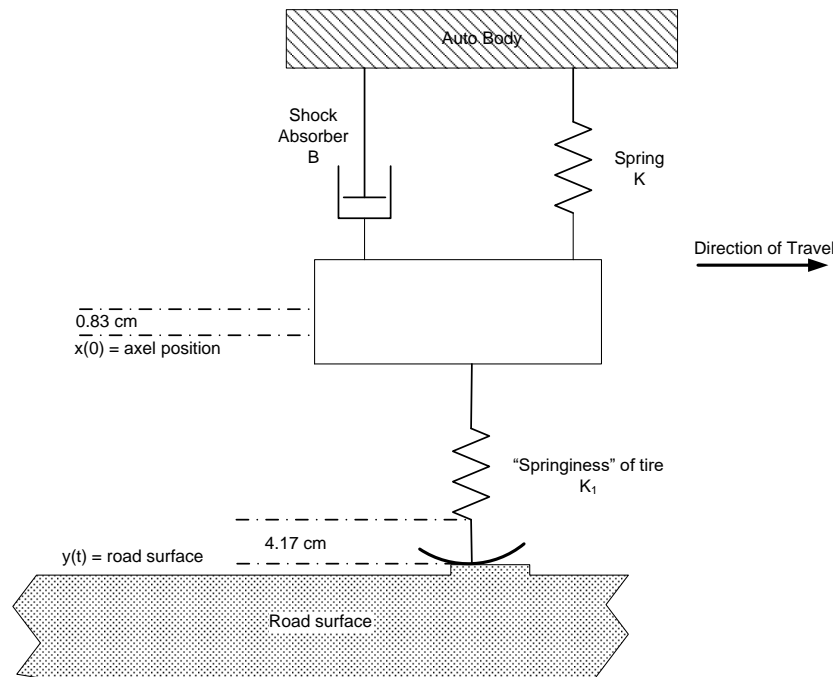 Auto Body
Shock
Absorber
B
Spring
K
Direction of Travel
0.83 cm
x(0) = axel position
“Springiness” of tire
K₁
4.17 cm
y(t) = road surface
Road surface